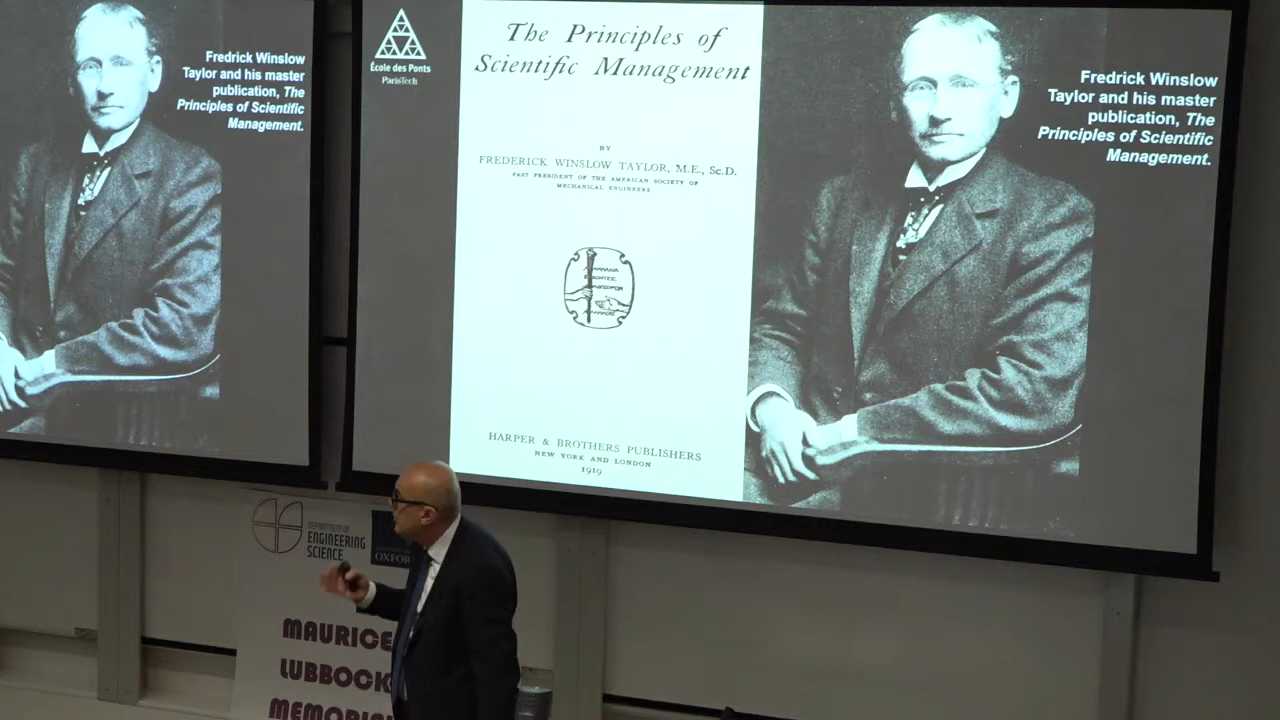 Fredrick Winslow
Taylor and his master
publication, The
Principles of Scientific
Management.
École des Ponts
ParisTech
The Principles of
Scientific Management
BY
FREDERICK WINSLOW TAYLOR, M.E., Sc.D.
PAST PRESIDENT OF THE AMERICAN SOCIETY OF
MECHANICAL ENGINEERS
HARPER & BROTHERS PUBLISHERS
NEW YORK AND LONDON
1919
Fredrick Winslow
Taylor and his master
publication, The
Principles of Scientific
Management.
DEPARTMENT OF
ENGINEERING
SCIENCE
OXFOR
MAURICE
LUBBOCK
MEMORIA